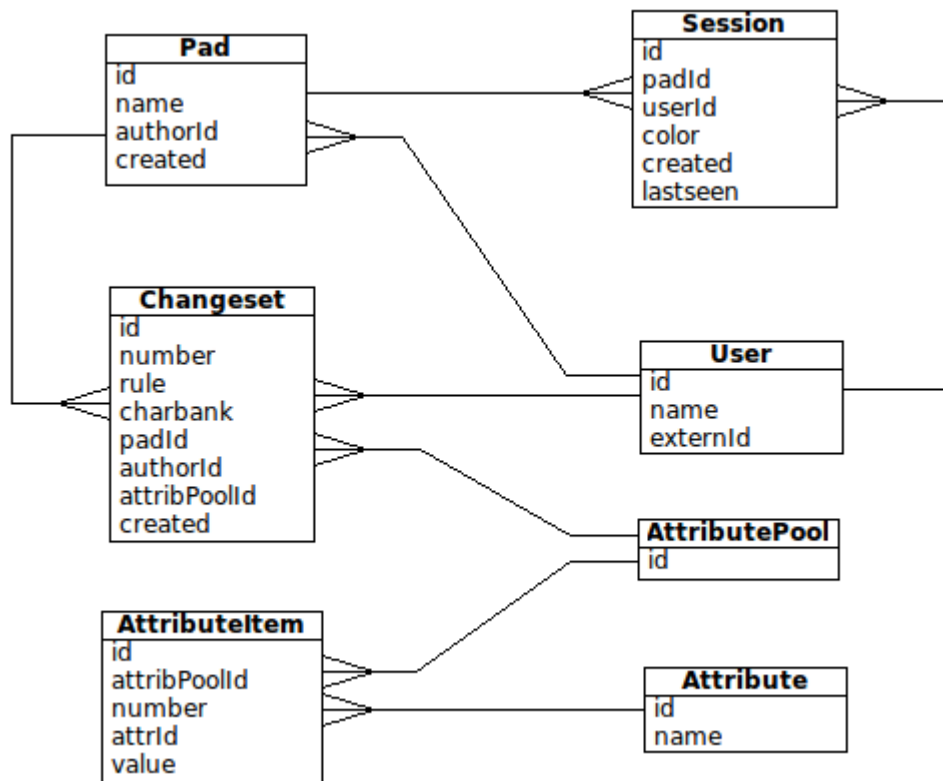 Pad
id
name
authorId
created
Session
id
padId
userId
color
created
lastseen
Changeset
id
number
rule
charbank
padId
authorId
attribPoolId
created
User
id
name
externId
AttributePool
id
AttributeItem
id
attribPoolId
number
attrId
value
Attribute
id
name